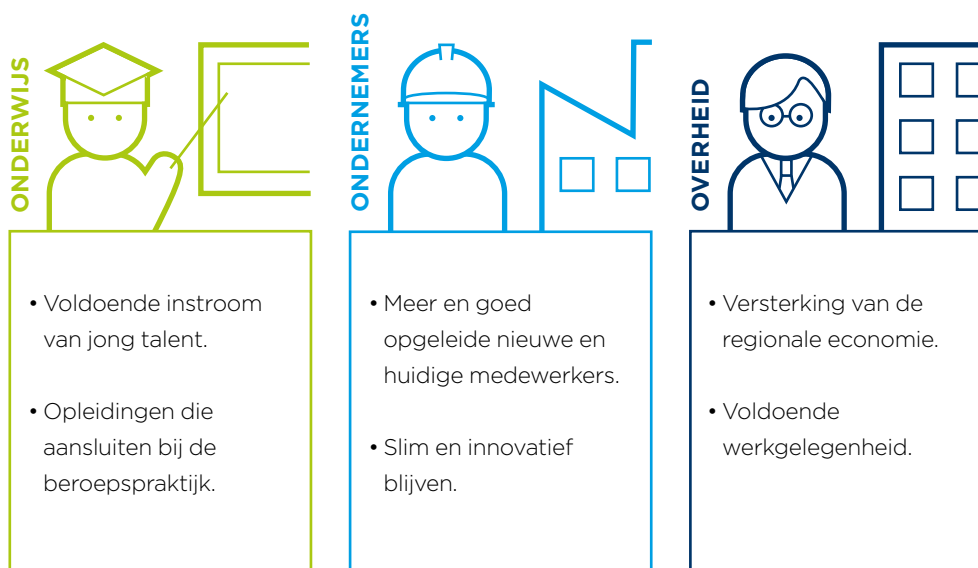 ONDERWIJS
• Voldoende instroom
van jong talent.
• Opleidingen die
aansluiten bij de
beroepspraktijk.
ONDERNEMERS
• Meer en goed
opgeleide nieuwe en
huidige medewerkers.
• Slim en innovatief
blijven.
OVERHEID
• Versterking van de
regionale economie.
• Voldoende
werkgelegenheid.